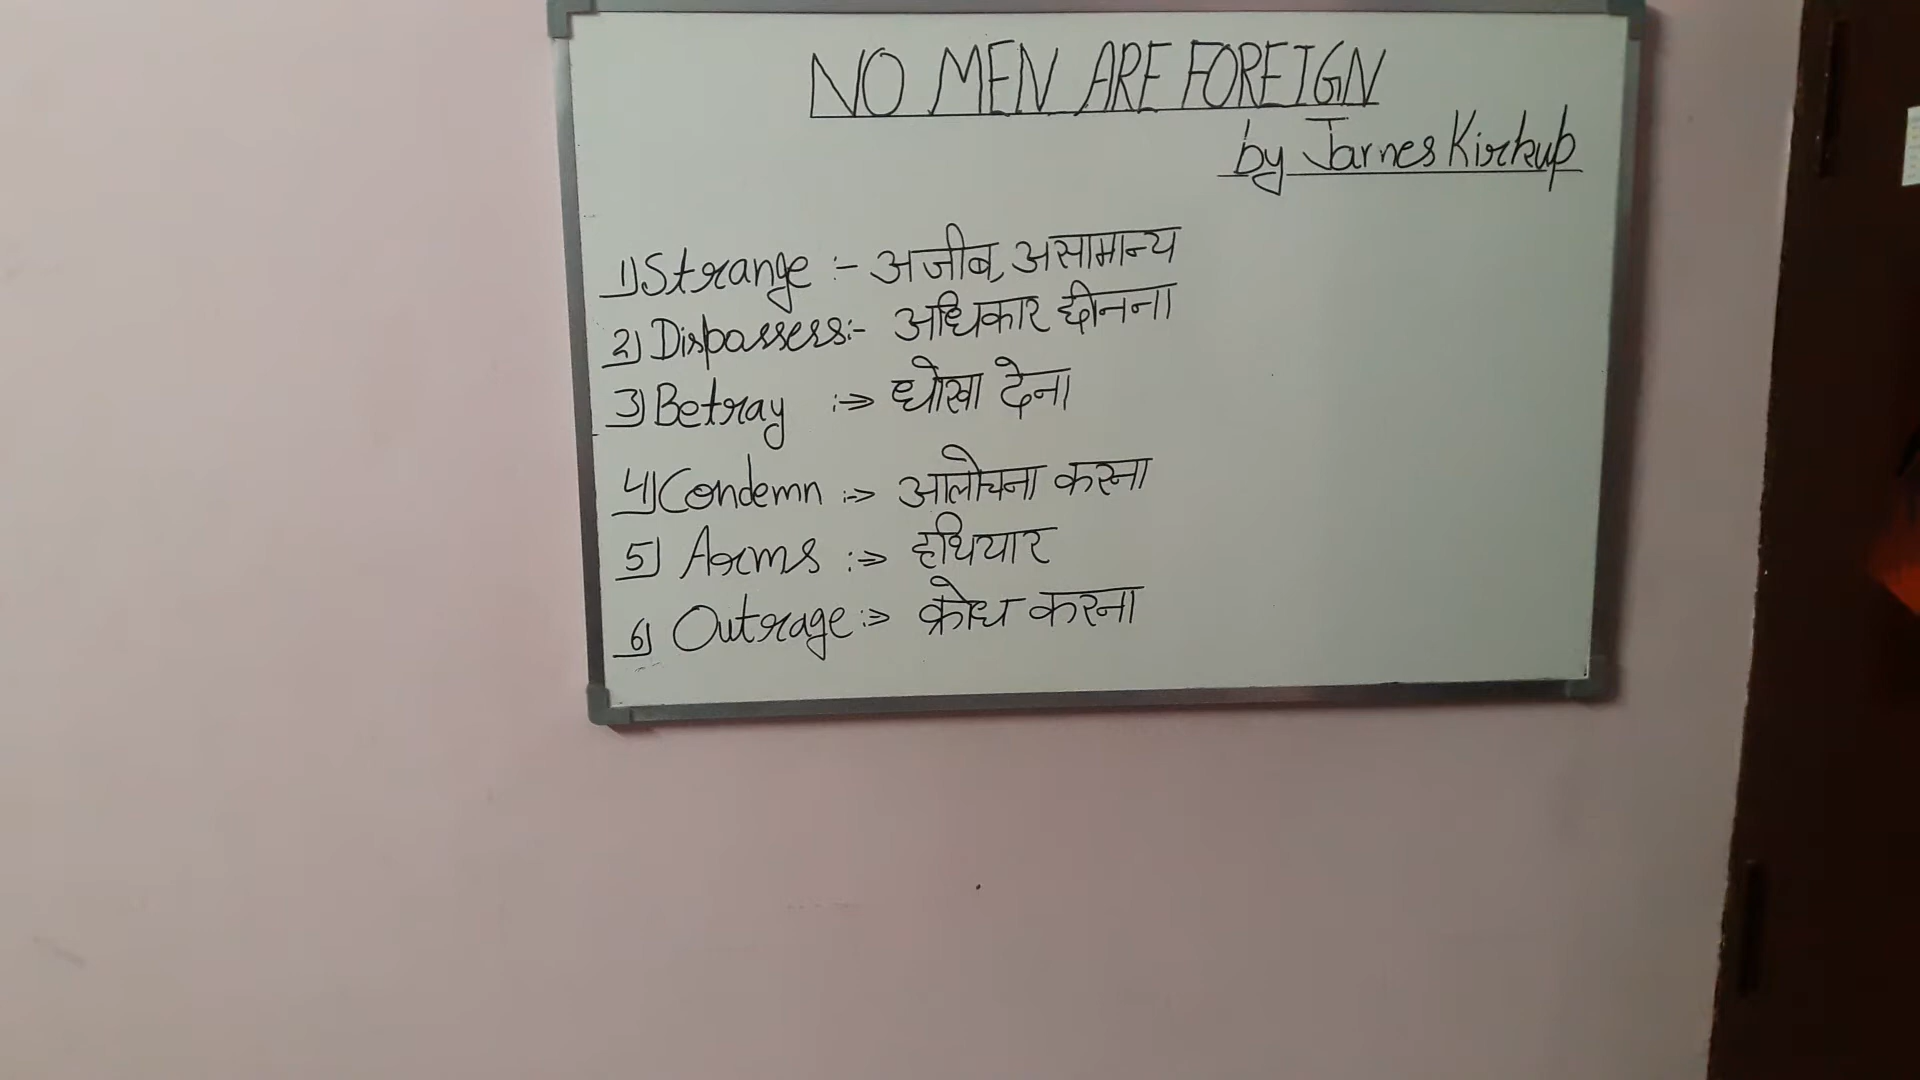 NO MEN ARE FOREIGN
by James Kirkup
1) Strange :- अजीब, असामान्य
2) Dispassess:- अधिकार छीनना
3) Betray :-> धोखा देना
4) Condemn :-> आलोचना करना
5) Arms :-> हथियार
6) Outrage :-> क्रोध करना